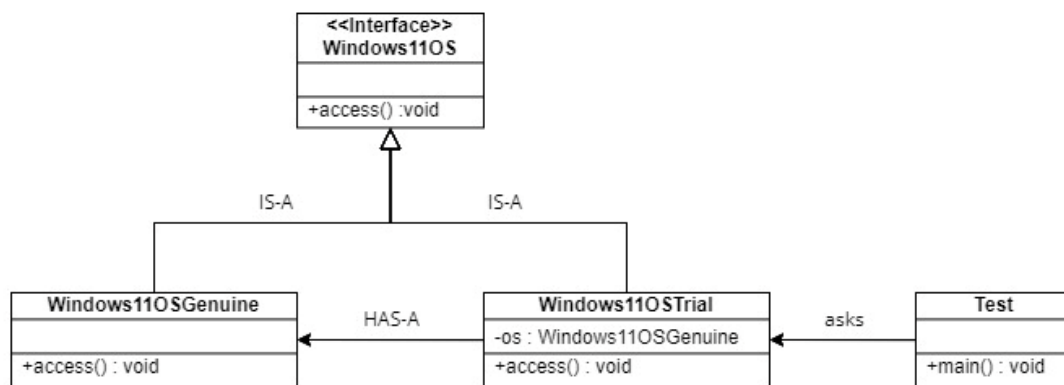 <<Interface>>
Windows11OS
+access() :void
IS-A
IS-A
Windows11OSGenuine
+access() : void
HAS-A
Windows11OSTrial
-os : Windows11OSGenuine
+access() : void
asks
Test
+main() : void